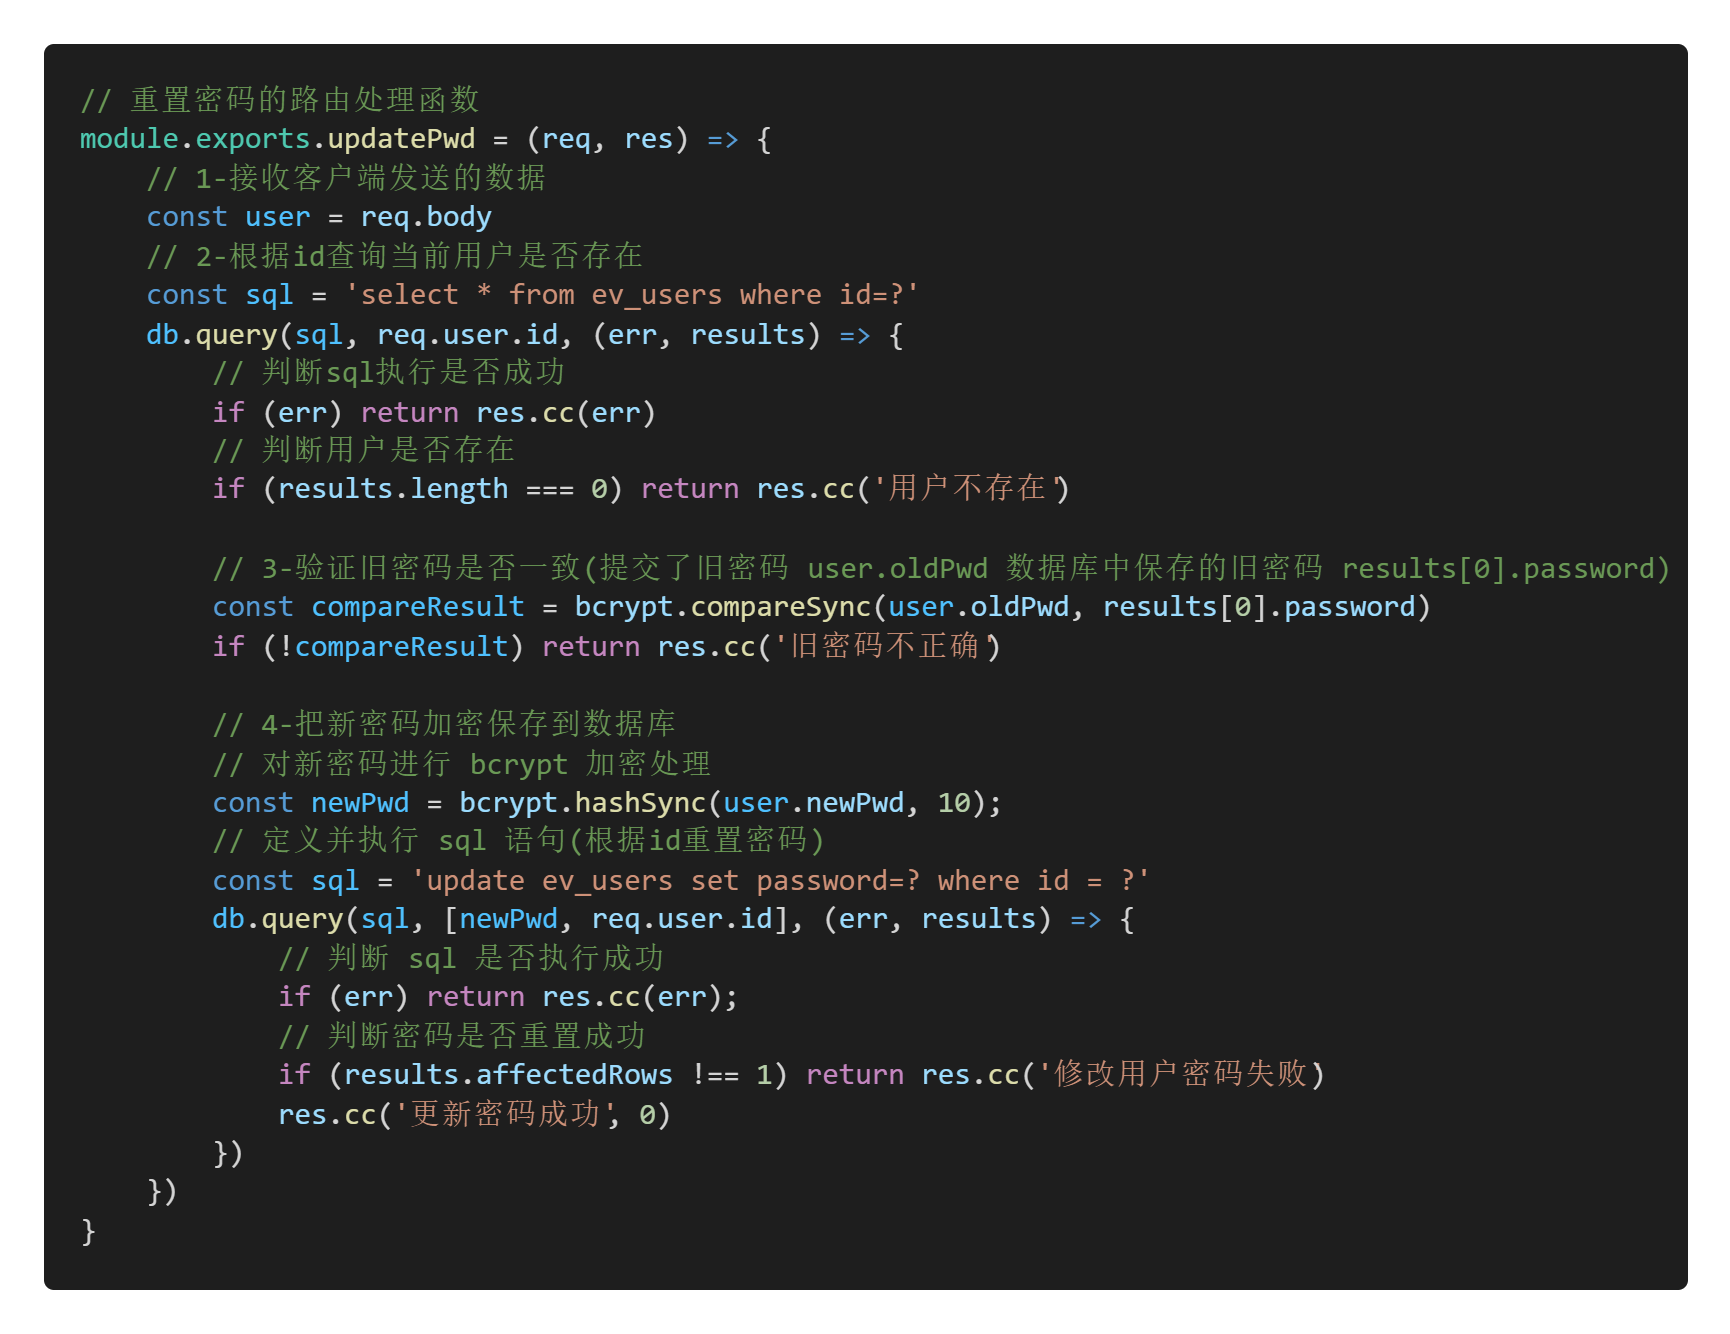 // 重置密码的路由处理函数
module.exports.updatePwd = (req, res) => {
    // 1-接收客户端发送的数据
    const user = req.body
    // 2-根据id查询当前用户是否存在
    const sql = 'select * from ev_users where id=?'
    db.query(sql, req.user.id, (err, results) => {
        // 判断sql执行是否成功
        if (err) return res.cc(err)
        // 判断用户是否存在
        if (results.length === 0) return res.cc('用户不存在')

        // 3-验证旧密码是否一致(提交了旧密码 user.oldPwd 数据库中保存的旧密码 results[0].password)
        const compareResult = bcrypt.compareSync(user.oldPwd, results[0].password)
        if (!compareResult) return res.cc('旧密码不正确')

        // 4-把新密码加密保存到数据库
        // 对新密码进行 bcrypt 加密处理
        const newPwd = bcrypt.hashSync(user.newPwd, 10);
        // 定义并执行 sql 语句(根据id重置密码)
        const sql = 'update ev_users set password=? where id = ?'
        db.query(sql, [newPwd, req.user.id], (err, results) => {
            // 判断 sql 是否执行成功
            if (err) return res.cc(err);
            // 判断密码是否重置成功
            if (results.affectedRows !== 1) return res.cc('修改用户密码失败')
            res.cc('更新密码成功', 0)
        })
    })
}